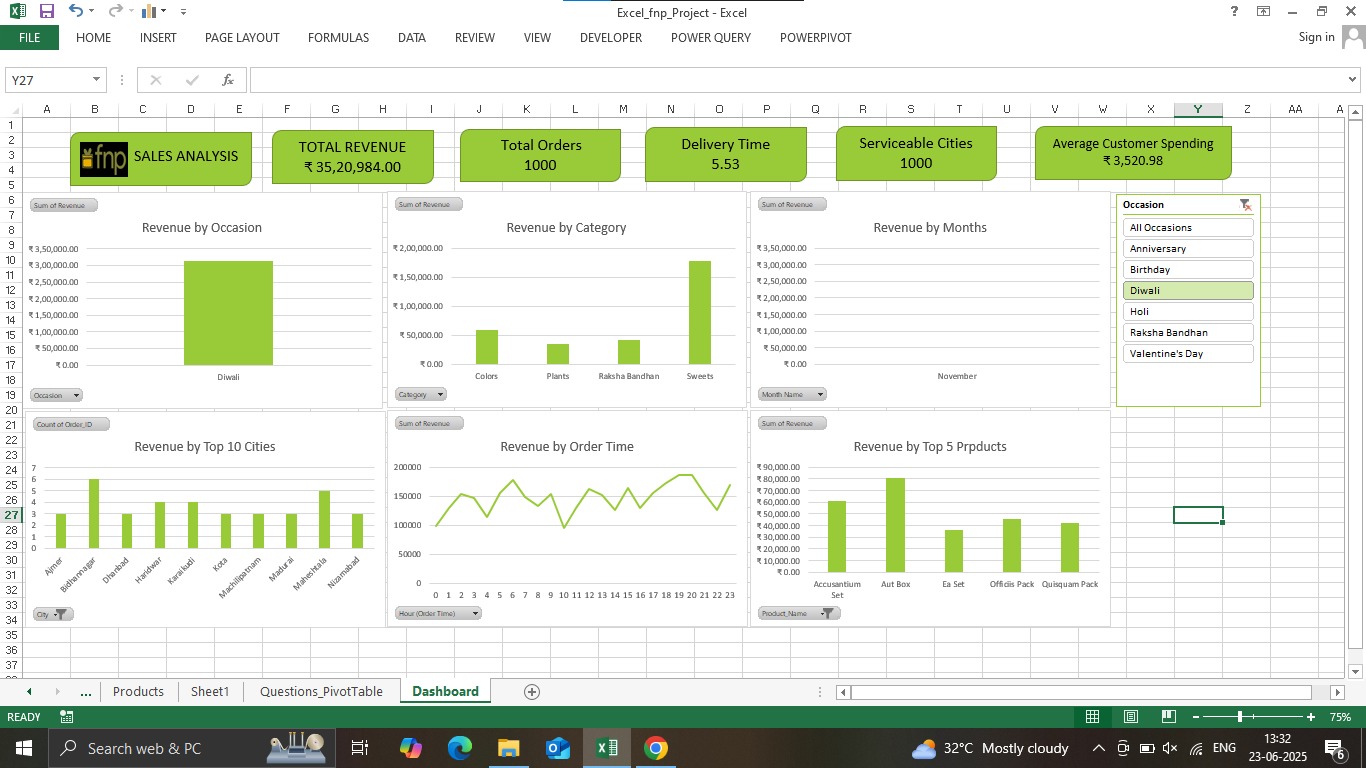 Excel_fnp_Project - Excel
FILE HOME INSERT PAGE LAYOUT FORMULAS DATA REVIEW VIEW DEVELOPER POWER QUERY POWERPIVOT
Sign in
Y27
fx
A B C D E F G H I J K L M N O P Q R S T U V W X Y Z AA A
1
2
3
4
5
6
7
8
9
10
11
12
13
14
15
16
17
18
19
20
21
22
23
24
25
26
27
28
29
30
31
32
33
34
35
36
37
fnp SALES ANALYSIS
TOTAL REVENUE
₹ 35,20,984.00
Total Orders
1000
Delivery Time
5.53
Serviceable Cities
1000
Average Customer Spending
₹ 3,520.98
Sum of Revenue
Revenue by Occasion
₹ 3,50,000.00
₹ 3,00,000.00
₹ 2,50,000.00
₹ 2,00,000.00
₹ 1,50,000.00
₹ 1,00,000.00
₹ 50,000.00
₹ 0.00
Diwali
Occasion
Sum of Revenue
Revenue by Category
₹ 2,00,000.00
₹ 1,50,000.00
₹ 1,00,000.00
₹ 50,000.00
₹ 0.00
Colors Plants Raksha Bandhan Sweets
Category
Sum of Revenue
Revenue by Months
₹ 3,50,000.00
₹ 3,00,000.00
₹ 2,50,000.00
₹ 2,00,000.00
₹ 1,50,000.00
₹ 1,00,000.00
₹ 50,000.00
₹ 0.00
November
Month Name
Occasion
All Occasions
Anniversary
Birthday
Diwali
Holi
Raksha Bandhan
Valentine's Day
Count of Order_ID
Revenue by Top 10 Cities
7
6
5
4
3
2
1
0
Ajmer Bidhannagar Dhanbad Haridwar Karaikudi Kota Machilipatnam Madurai Maheshtala Nizamabad
City
Sum of Revenue
Revenue by Order Time
200000
150000
100000
50000
0
0 1 2 3 4 5 6 7 8 9 10 11 12 13 14 15 16 17 18 19 20 21 22 23
Hour (Order Time)
Sum of Revenue
Revenue by Top 5 Prpducts
₹ 90,000.00
₹ 80,000.00
₹ 70,000.00
₹ 60,000.00
₹ 50,000.00
₹ 40,000.00
₹ 30,000.00
₹ 20,000.00
₹ 10,000.00
₹ 0.00
Accusantium Set
Aut Box
Ea Set
Officiis Pack
Quisquam Pack
Product_Name
... Products Sheet1 Questions_PivotTable Dashboard
READY
75%
Search web & PC
32°C Mostly cloudy
ENG
13:32
23-06-2025
6